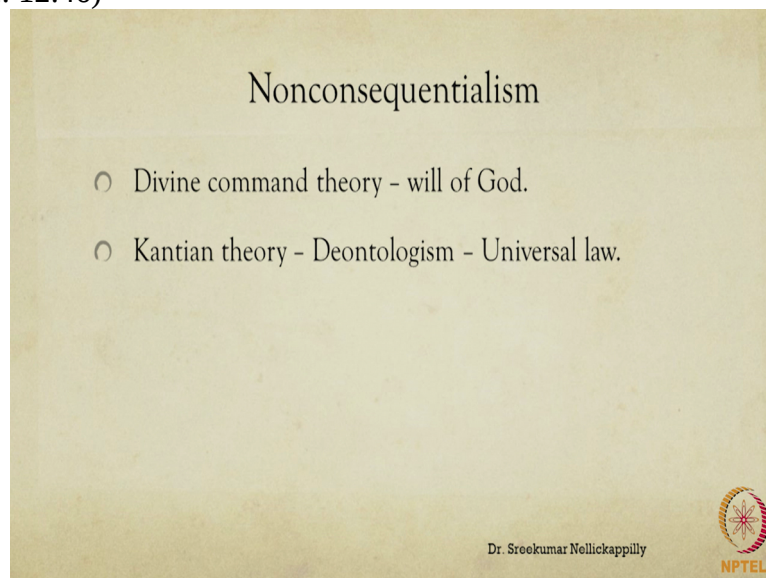 Nonconsequentialism
Divine command theory – will of God.
Kantian theory – Deontologism – Universal law.
Dr. Sreekumar Nellickappilly
NPTEL